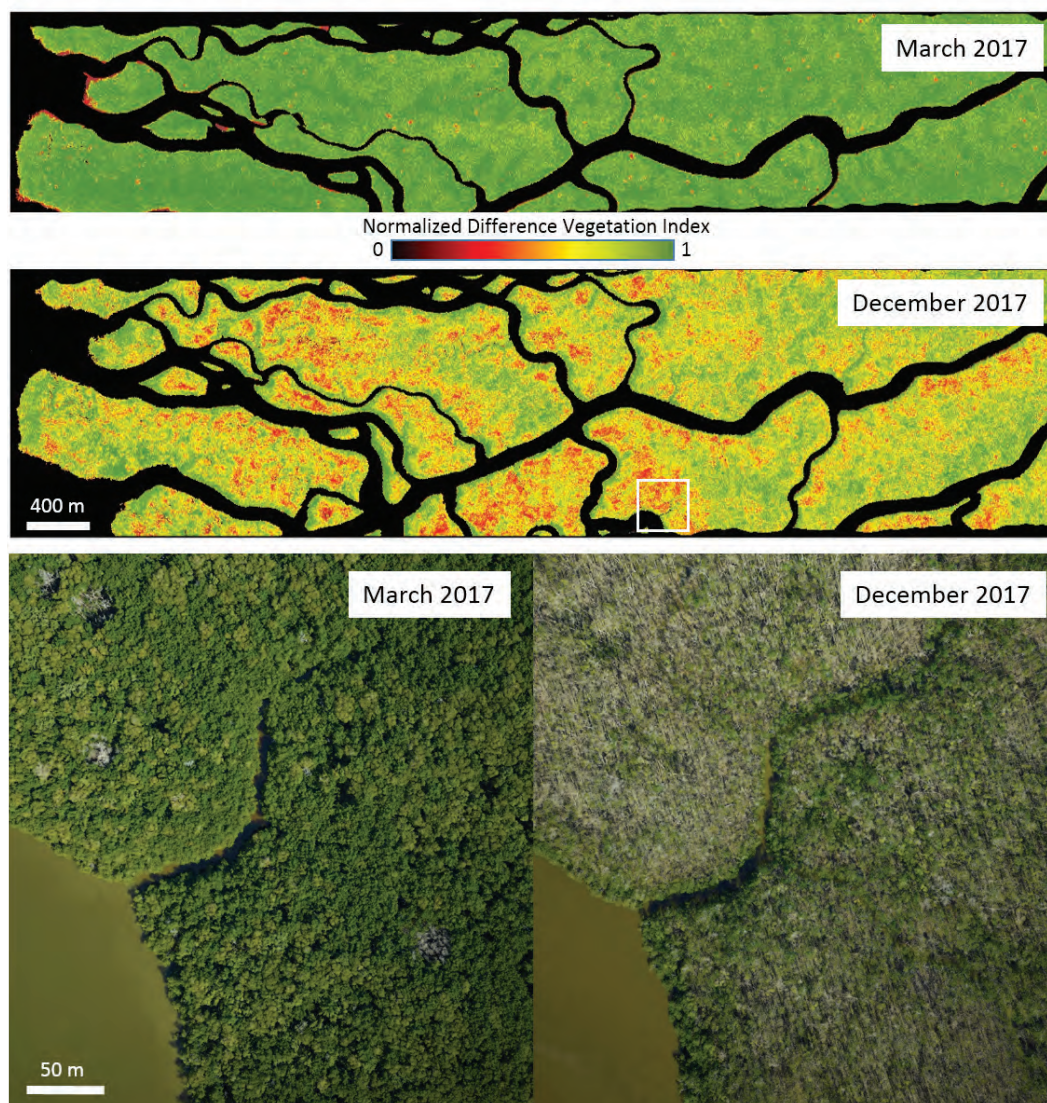 March 2017
Normalized Difference Vegetation Index
0 1
December 2017
400 m
March 2017
December 2017
50 m